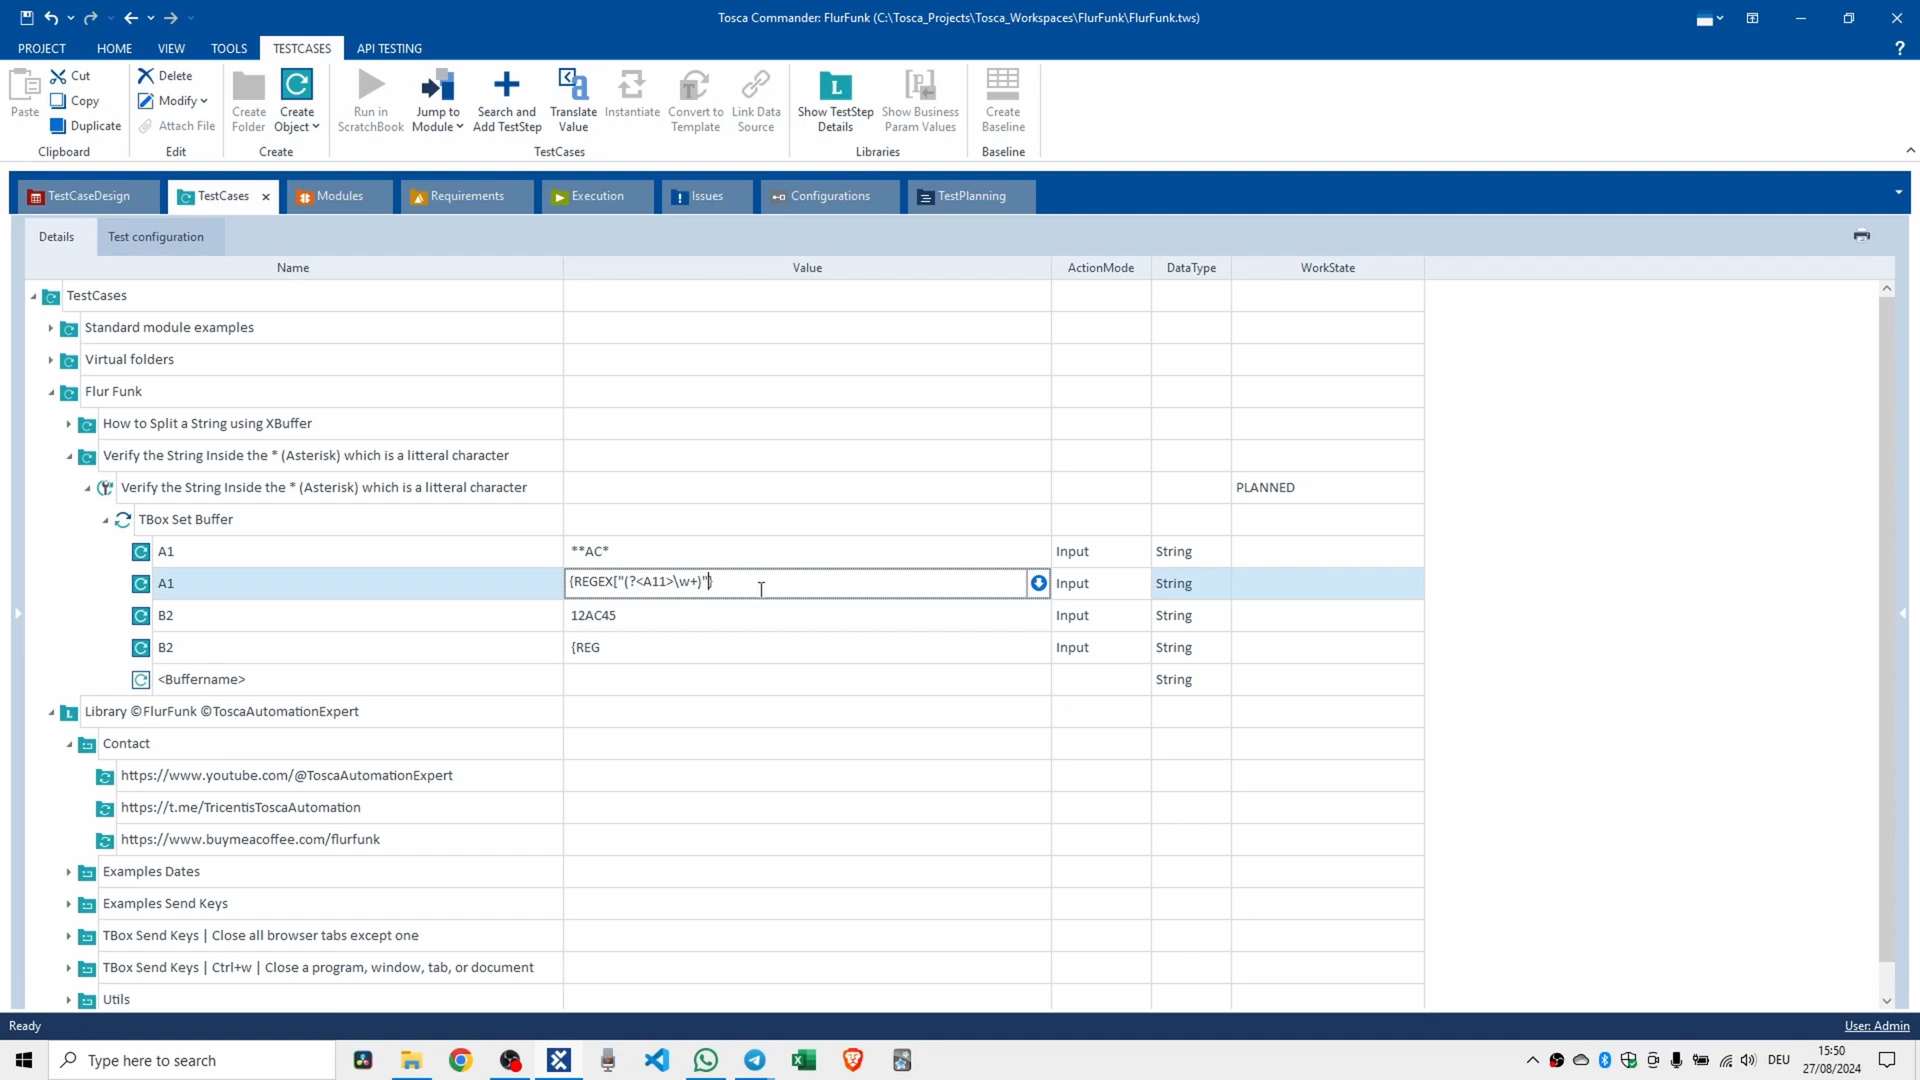 Tosca Commander: FlurFunk (C:\Tosca_Projects\Tosca_Workspaces\FlurFunk\FlurFunk.tws)
PROJECT HOME VIEW TOOLS TESTCASES API TESTING
Paste
Cut
Copy
Duplicate
Clipboard
Delete
Modify
Attach File
Edit
Create Folder
Create Object
Create
Run in ScratchBook
Jump to Module
Search and Add TestStep
Translate Value
Instantiate
Convert to Template
Link Data Source
TestCases
Show TestStep Details
Show Business Param Values
Libraries
Create Baseline
Baseline
TestCaseDesign TestCases Modules Requirements Execution Issues Configurations TestPlanning
Details Test configuration
Name Value ActionMode DataType WorkState
TestCases
Standard module examples
Virtual folders
Flur Funk
How to Split a String using XBuffer
Verify the String Inside the * (Asterisk) which is a litteral character
Verify the String Inside the * (Asterisk) which is a litteral character PLANNED
TBox Set Buffer
A1 **AC* Input String
A1 {REGEX["(?<A11>\w+)"} Input String
B2 12AC45 Input String
B2 {REG Input String
<Buffername> String
Library ©FlurFunk ©ToscaAutomationExpert
Contact
https://www.youtube.com/@ToscaAutomationExpert
https://t.me/TricentisToscaAutomation
https://www.buymeacoffee.com/flurfunk
Examples Dates
Examples Send Keys
TBox Send Keys | Close all browser tabs except one
TBox Send Keys | Ctrl+w | Close a program, window, tab, or document
Utils
Ready User: Admin
Type here to search DEU 15:50
27/08/2024